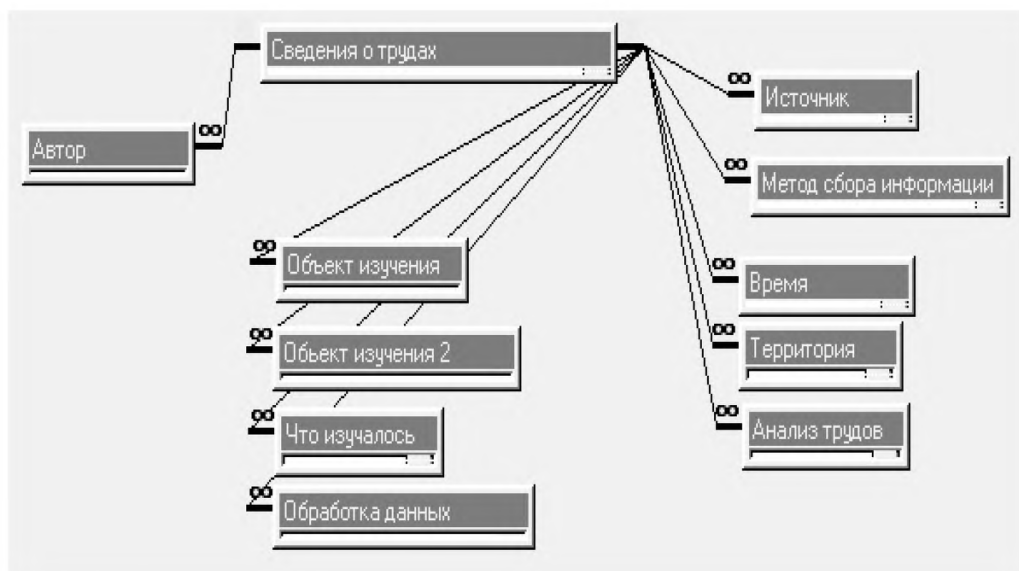 Сведения о трудах
Автор
Источник
Метод сбора информации
Объект изучения
Время
Объект изучения 2
Территория
Что изучалось
Анализ трудов
Обработка данных